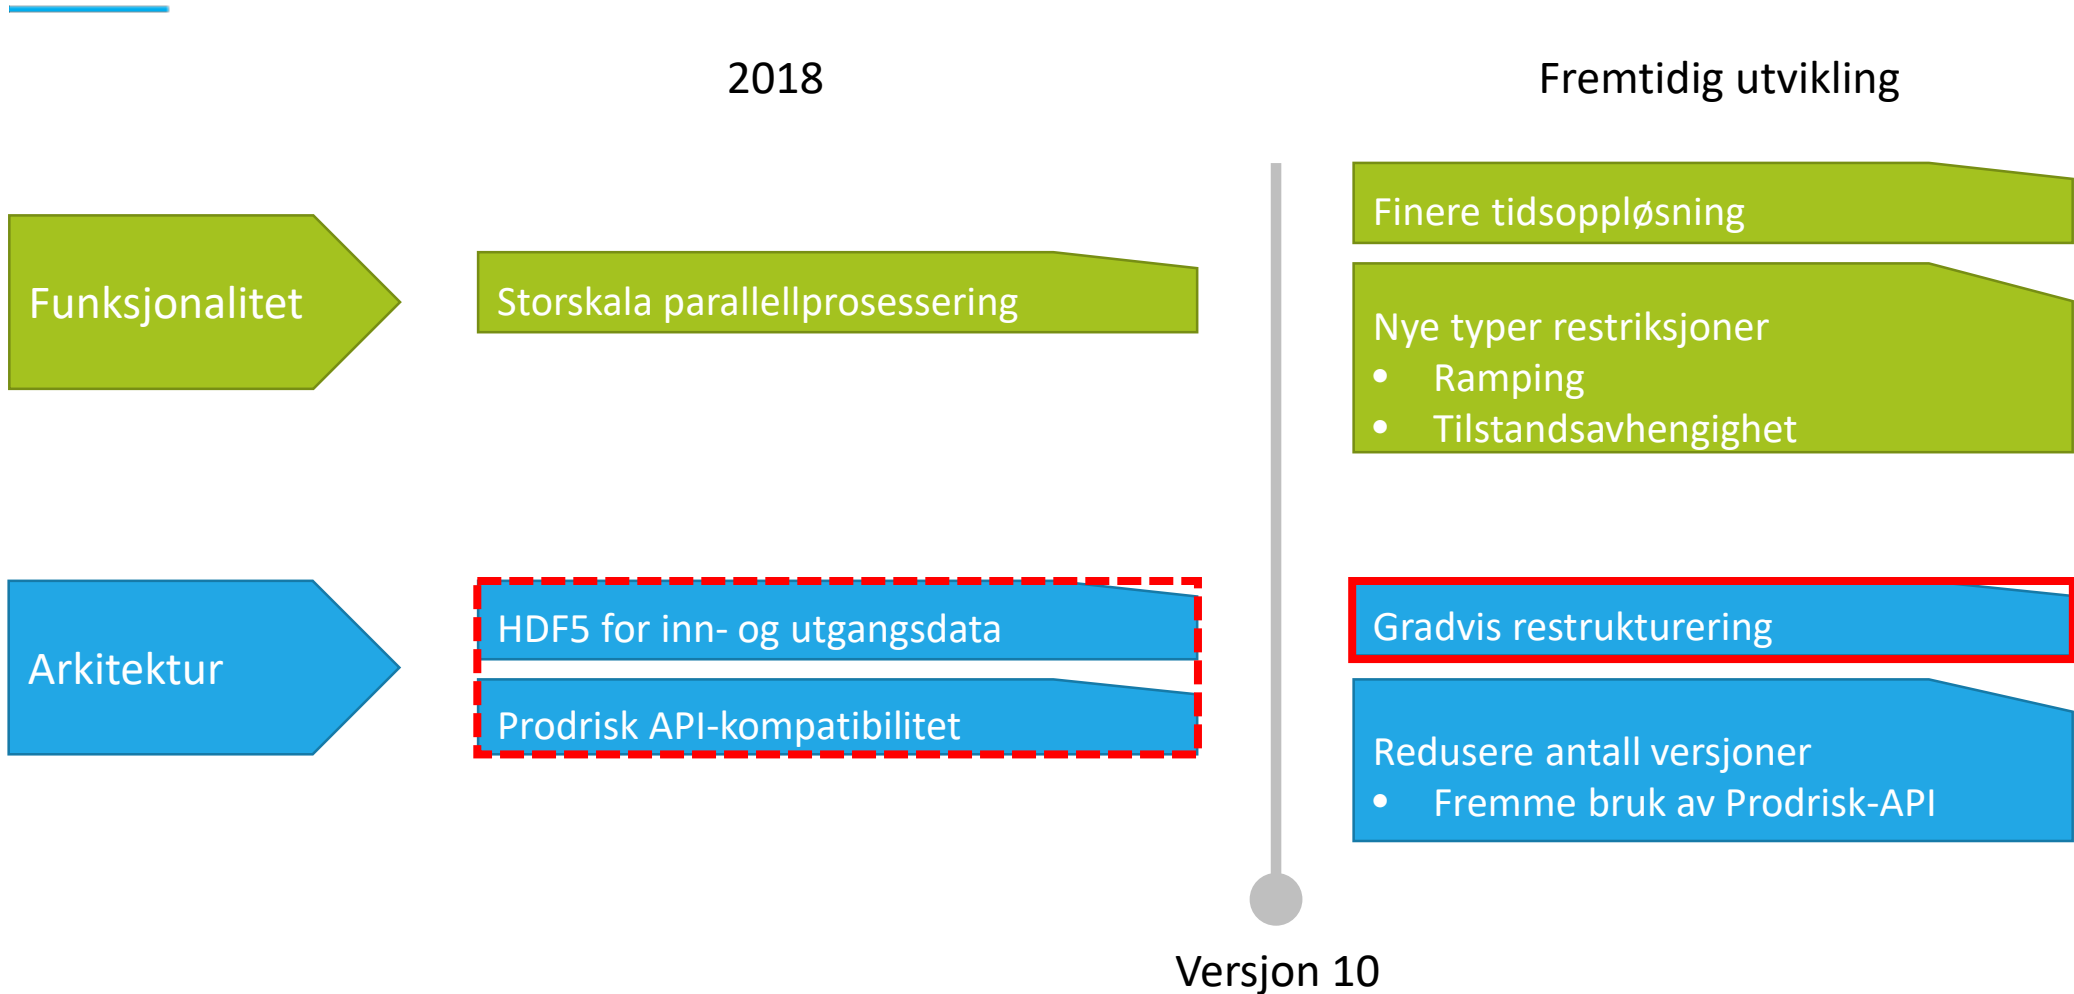 2018
Fremtidig utvikling
Funksjonalitet
Storskala parallellprosessering
Finere tidsoppløsning
Nye typer restriksjoner
• Ramping
• Tilstandsavhengighet
Arkitektur
HDF5 for inn- og utgangsdata
Prodrisk API-kompatibilitet
Gradvis restrukturering
Redusere antall versjoner
• Fremme bruk av Prodrisk-API
Versjon 10